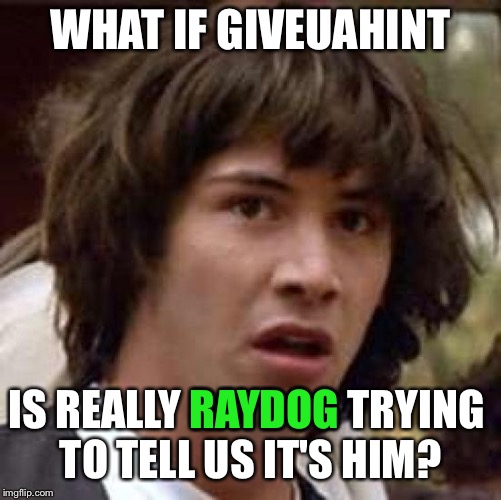 WHAT IF GIVEUAHINT
IS REALLY RAYDOG TRYING
TO TELL US IT'S HIM?
imgflip.com